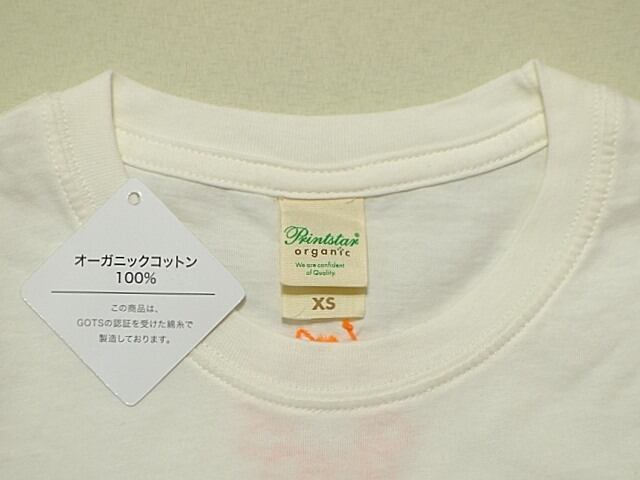 オーガニックコットン
100%
この商品は、
GOTSの認証を受けた綿糸で
製造しております。
Printstar
organic
We are confident
of Quality.
XS